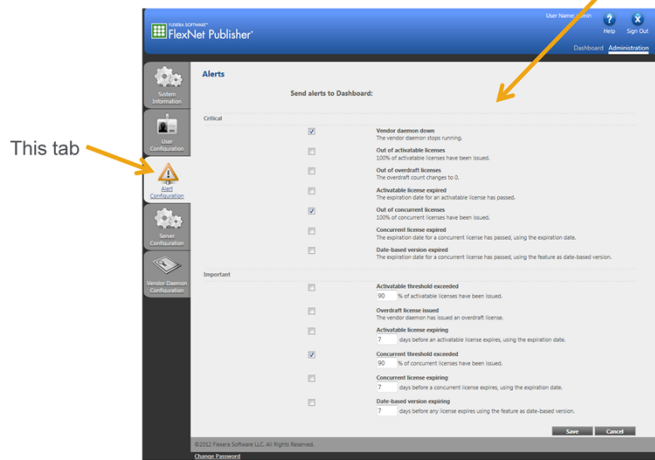 FLEXERA SOFTWARE
FlexNet Publisher
User Name: admin
Help
Sign Out
Dashboard
Administration
This tab
System
Information
User
Configuration
Alert
Configuration
Server
Configuration
Vendor Daemon
Configuration
Alerts
Send alerts to Dashboard:
Critical
Vendor daemon down
The vendor daemon stops running.
Out of activatable licenses
100% of activatable licenses have been issued.
Out of overdraft licenses
The overdraft count changes to 0.
Activatable license expired
The expiration date for an activatable license has passed.
Out of concurrent licenses
100% of concurrent licenses have been issued.
Concurrent license expired
The expiration date for a concurrent license has passed, using the expiration date.
Date-based version expired
The expiration date for a concurrent license has passed, using the feature as date-based version.
Important
Activatable threshold exceeded
90 % of activatable licenses have been issued.
Overdraft license issued
The vendor daemon has issued an overdraft license.
Activatable license expiring
7 days before an activatable license expires, using the expiration date.
Concurrent threshold exceeded
90 % of concurrent licenses have been issued.
Concurrent license expiring
7 days before a concurrent license expires, using the expiration date.
Date-based version expiring
7 days before any license expires using the feature as date-based version.
Save
Cancel
©2012 Flexera Software LLC. All Rights Reserved.
Change Password